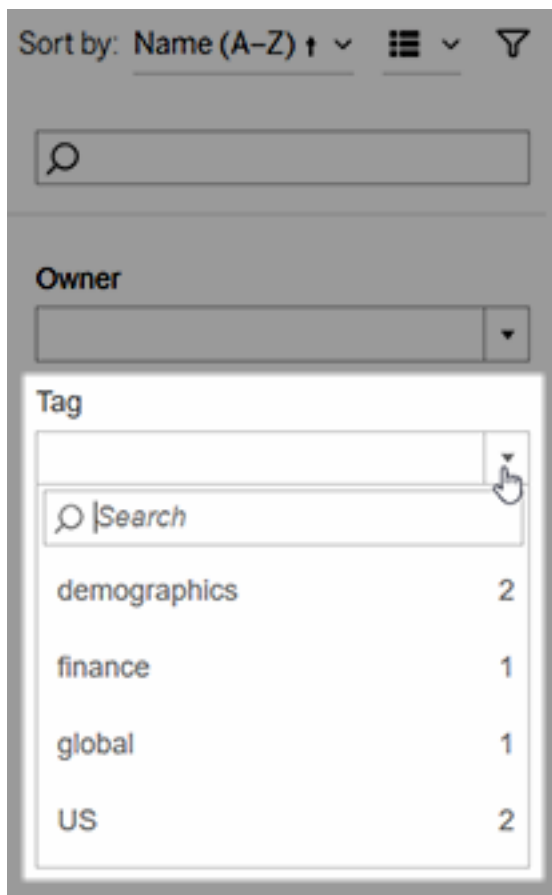 Sort by: Name (A–Z) ↑
Owner
Tag
Search
demographics 2
finance 1
global 1
US 2